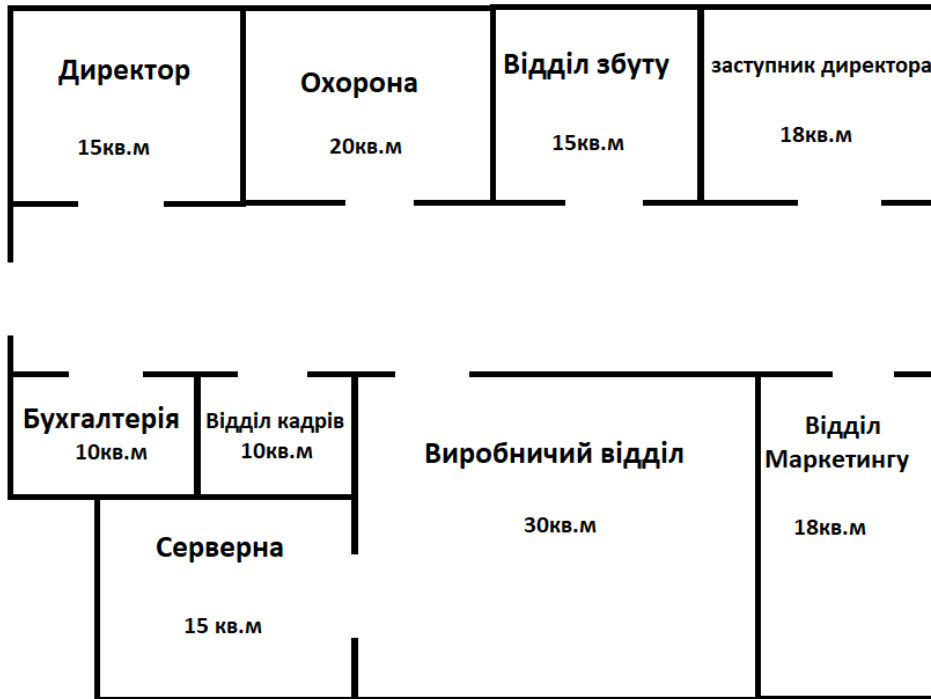 Директор
15кв.м
Охорона
20кв.м
Відділ збуту
15кв.м
заступник директора
18кв.м
Бухгалтерія
10кв.м
Відділ кадрів
10кв.м
Виробничий відділ
30кв.м
Відділ
Маркетингу
18кв.м
Серверна
15 кв.м